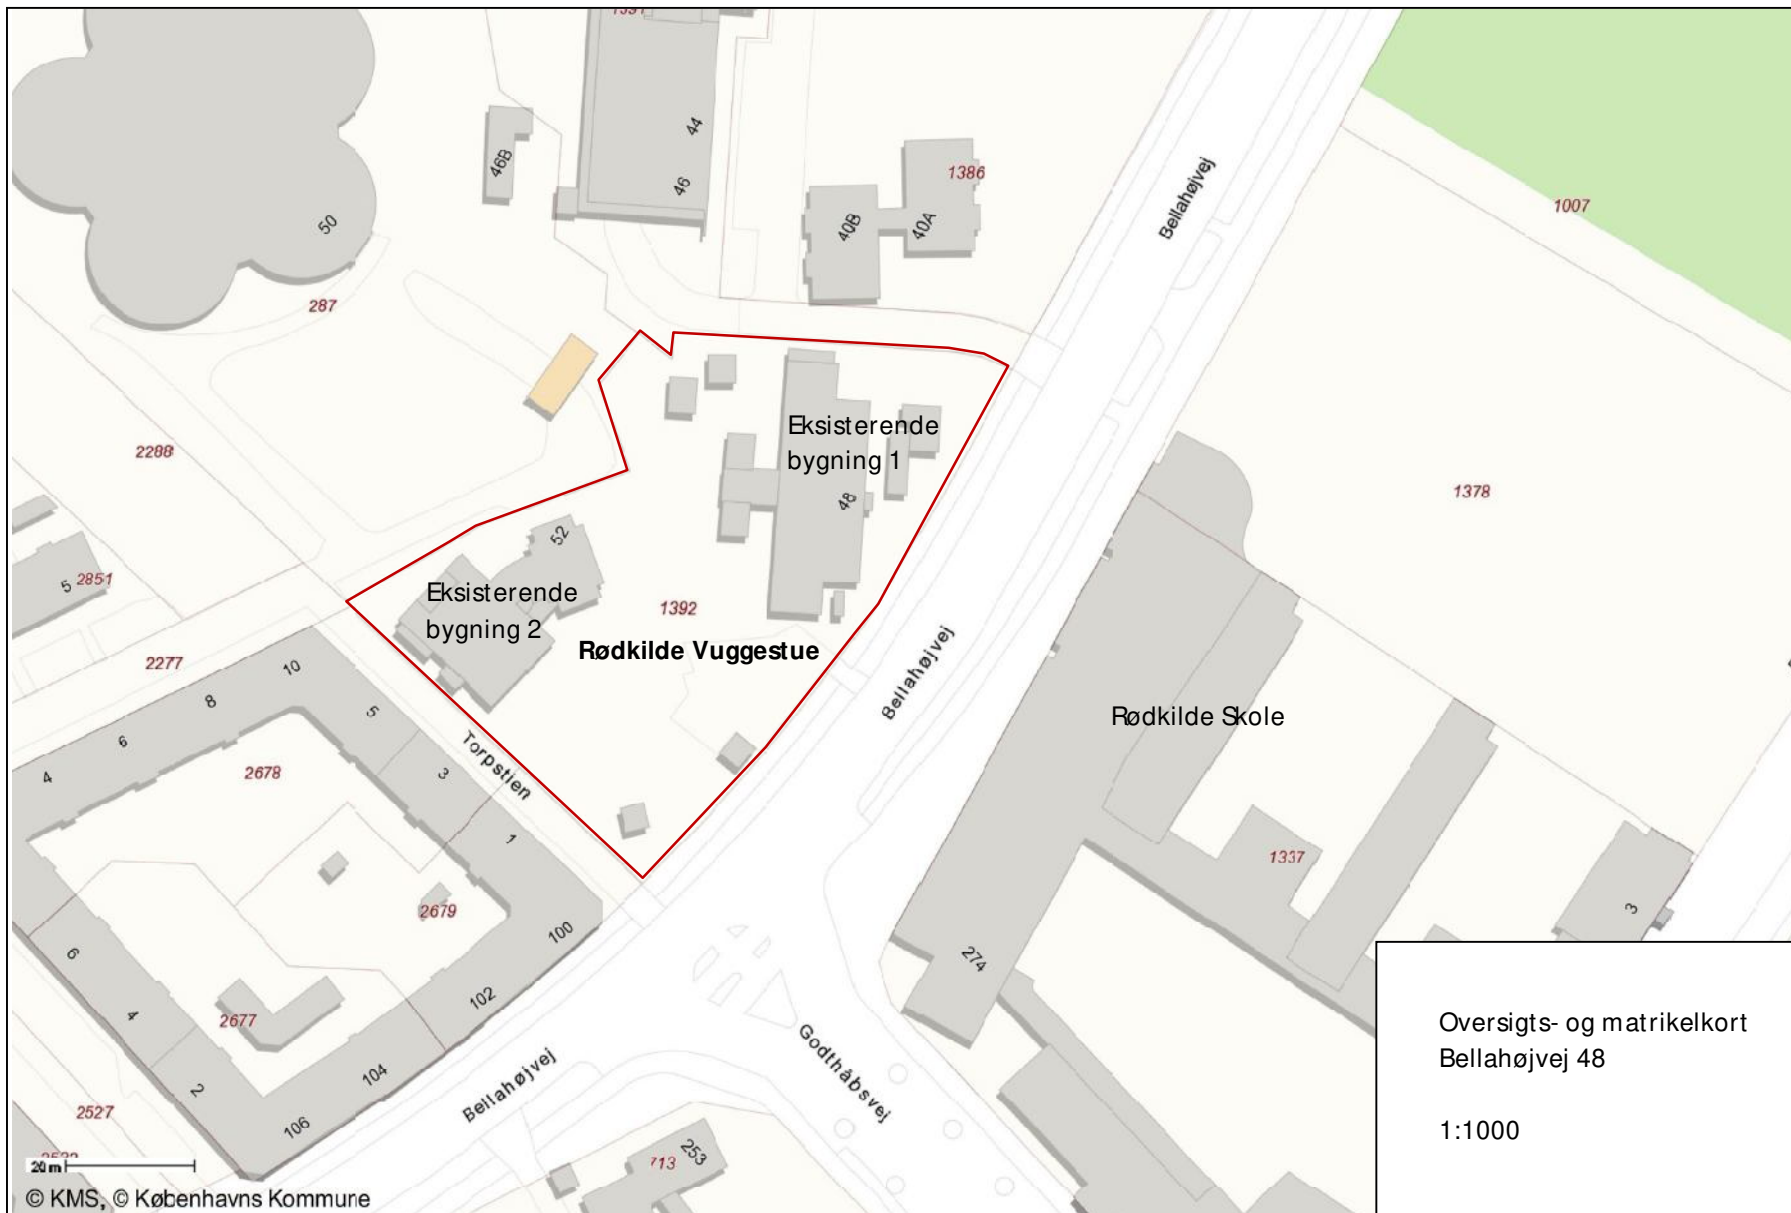 1391
44
46B
46
1386
40B
40A
50
287
Bellahøjvej
1007
2288
Eksisterende
bygning 1
48
1378
52
5
2851
Eksisterende
bygning 2
1392
Rødkilde Vuggestue
Bellahøjvej
Rødkilde Skole
2277
10
8
6
4
5
3
1
Torpstien
2678
2679
1337
3
100
102
104
106
6
4
2
2677
274
Bellahøjvej
Godthåbsvej
2527
713
253
20 m
© KMS, © Københavns Kommune
Oversigts- og matrikelkort
Bellahøjvej 48
1:1000